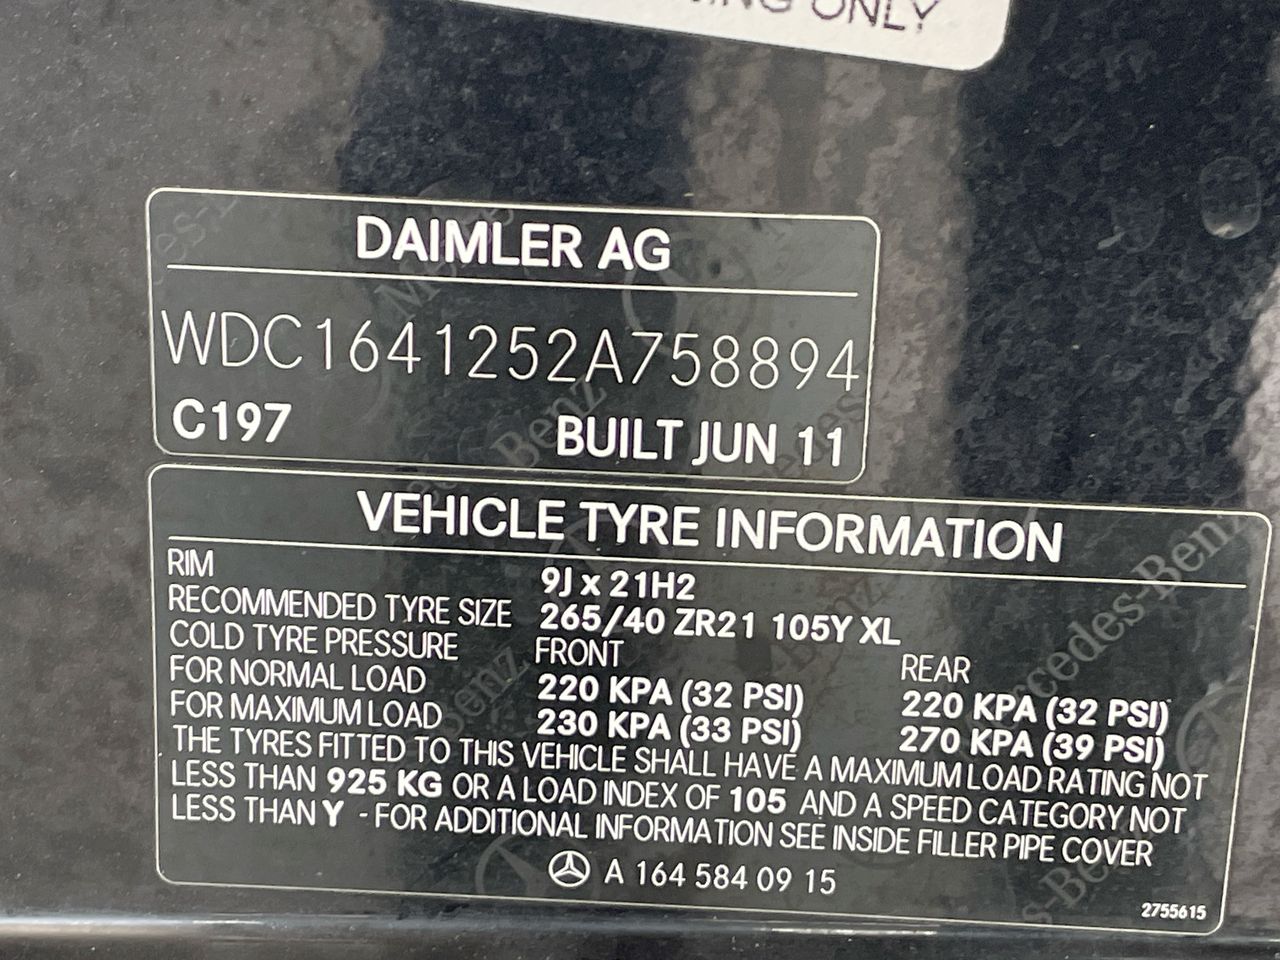 ONLY
DAIMLER AG
WDC1641252A758894
C197 BUILT JUN 11
VEHICLE TYRE INFORMATION
RIM 9J x 21H2
RECOMMENDED TYRE SIZE 265/40 ZR21 105Y XL
COLD TYRE PRESSURE FRONT REAR
FOR NORMAL LOAD 220 KPA (32 PSI) 220 KPA (32 PSI)
FOR MAXIMUM LOAD 230 KPA (33 PSI) 270 KPA (39 PSI)
THE TYRES FITTED TO THIS VEHICLE SHALL HAVE A MAXIMUM LOAD RATING NOT
LESS THAN 925 KG OR A LOAD INDEX OF 105 AND A SPEED CATEGORY NOT
LESS THAN Y - FOR ADDITIONAL INFORMATION SEE INSIDE FILLER PIPE COVER
A 164 584 09 15
2755615